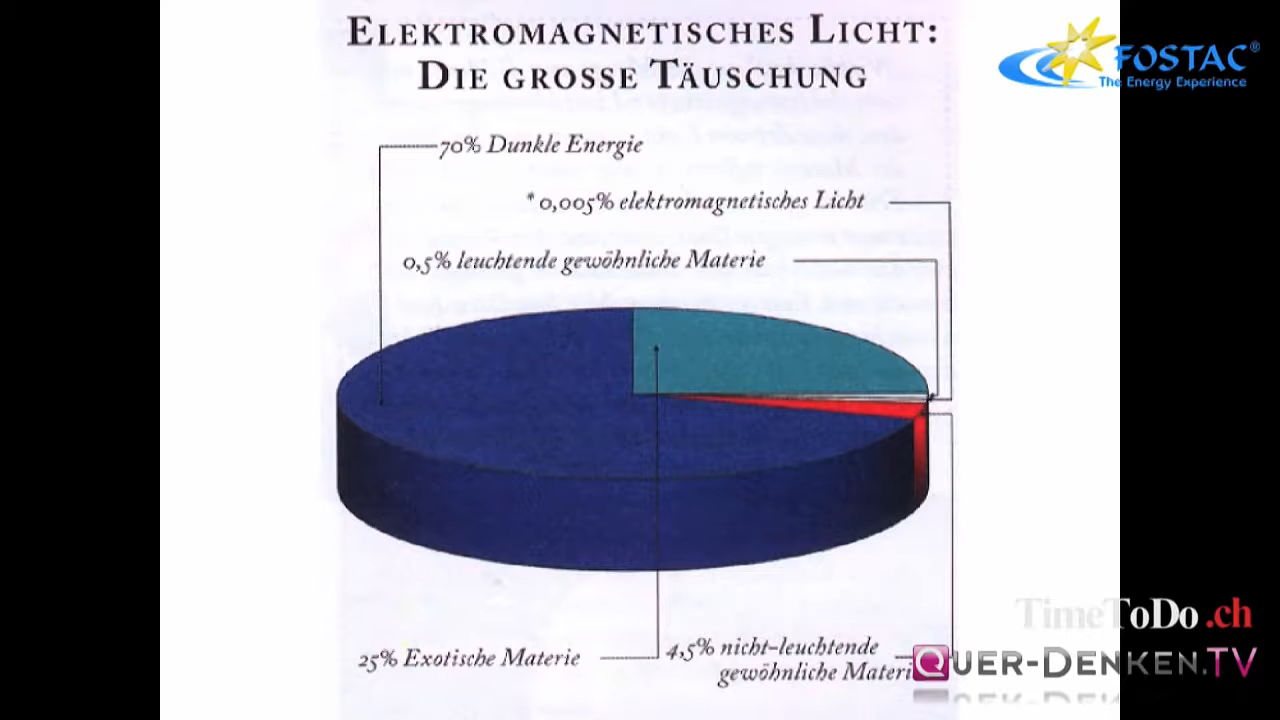 ELEKTROMAGNETISCHES LICHT:
DIE GROSSE TÄUSCHUNG
FOSTAC®
The Energy Experience
70% Dunkle Energie
* 0,005% elektromagnetisches Licht
0,5% leuchtende gewöhnliche Materie
TimeToDo.ch
25% Exotische Materie
4,5% nicht-leuchtende
gewöhnliche Materi
QUER-DENKEN.TV